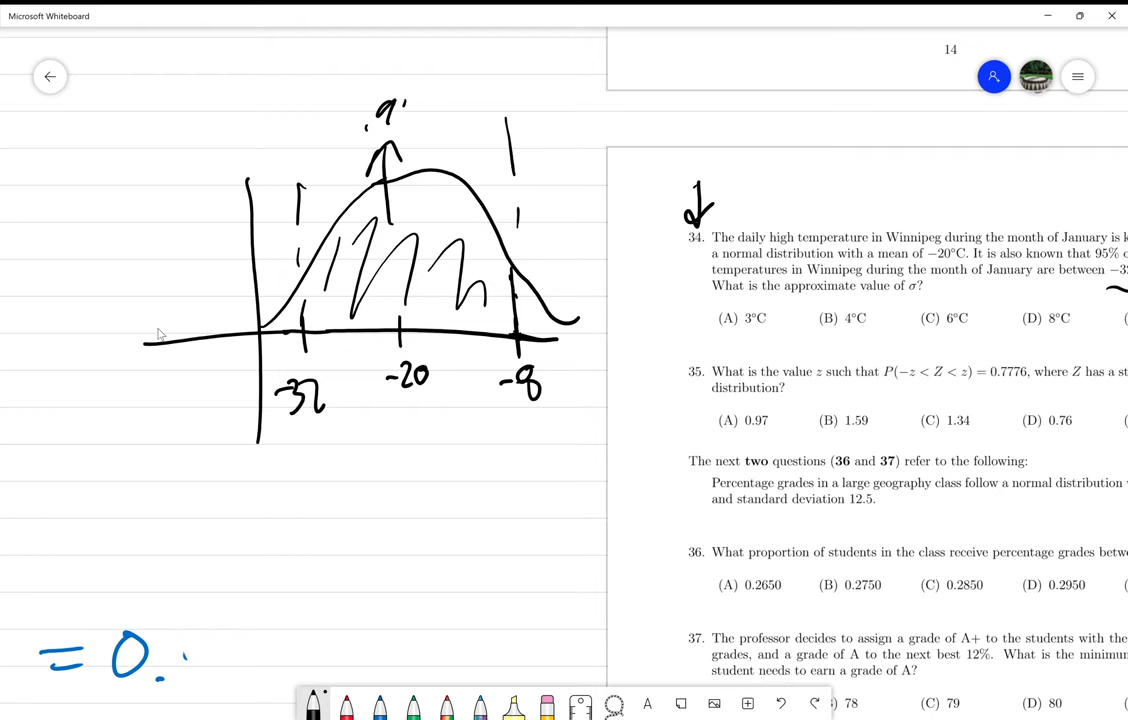 Microsoft Whiteboard
14
.9
-32
-20
-8
= 0.
34. The daily high temperature in Winnipeg during the month of January is
a normal distribution with a mean of −20°C. It is also known that 95%
temperatures in Winnipeg during the month of January are between −3
What is the approximate value of σ?
(A) 3°C (B) 4°C (C) 6°C (D) 8°C
35. What is the value z such that P(−z < Z < z) = 0.7776, where Z has a
distribution?
(A) 0.97 (B) 1.59 (C) 1.34 (D) 0.76
The next two questions (36 and 37) refer to the following:
Percentage grades in a large geography class follow a normal distribution
and standard deviation 12.5.
36. What proportion of students in the class receive percentage grades
(A) 0.2650 (B) 0.2750 (C) 0.2850 (D) 0.2950
37. The professor decides to assign a grade of A+ to the students with the
grades, and a grade of A to the next best 12%. What is the
student needs to earn a grade of A?
) 78 (C) 79 (D) 80
A